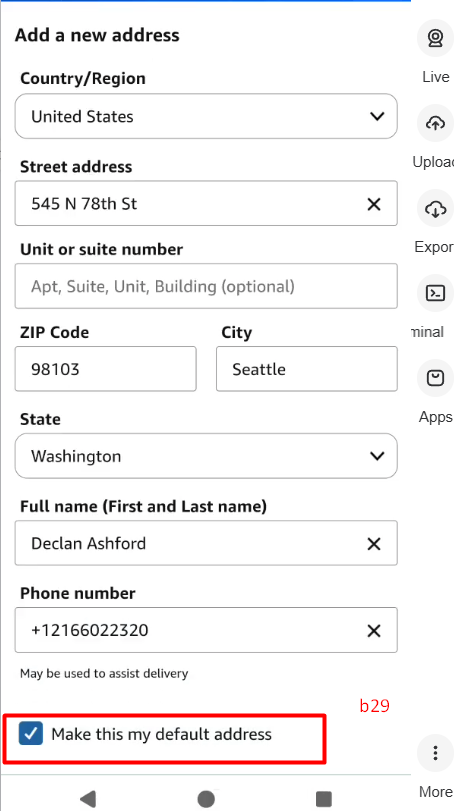 Add a new address
Country/Region
United States
Street address
545 N 78th St
Unit or suite number
Apt, Suite, Unit, Building (optional)
ZIP Code
City
98103
Seattle
State
Washington
Full name (First and Last name)
Declan Ashford
Phone number
+12166022320
May be used to assist delivery
b29
Make this my default address
Live
Uploa
Expor
minal
Apps
More